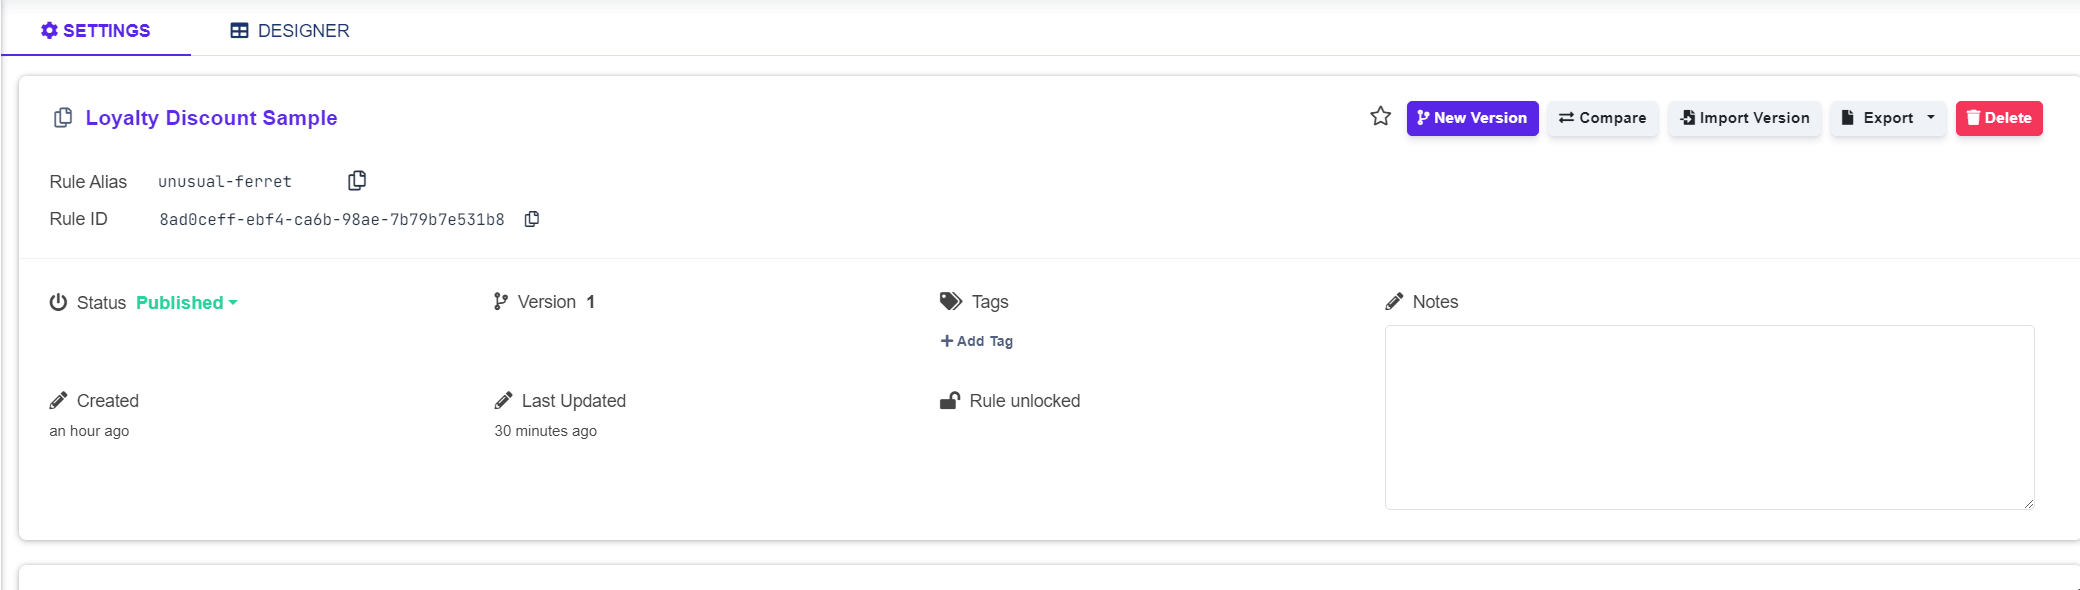 SETTINGS DESIGNER
Loyalty Discount Sample
New Version Compare Import Version Export Delete
Rule Alias unusual-ferret
Rule ID 8ad0ceff-ebf4-ca6b-98ae-7b79b7e531b8
Status Published Version 1 Tags Notes
Add Tag
Created Last Updated Rule unlocked
an hour ago 30 minutes ago